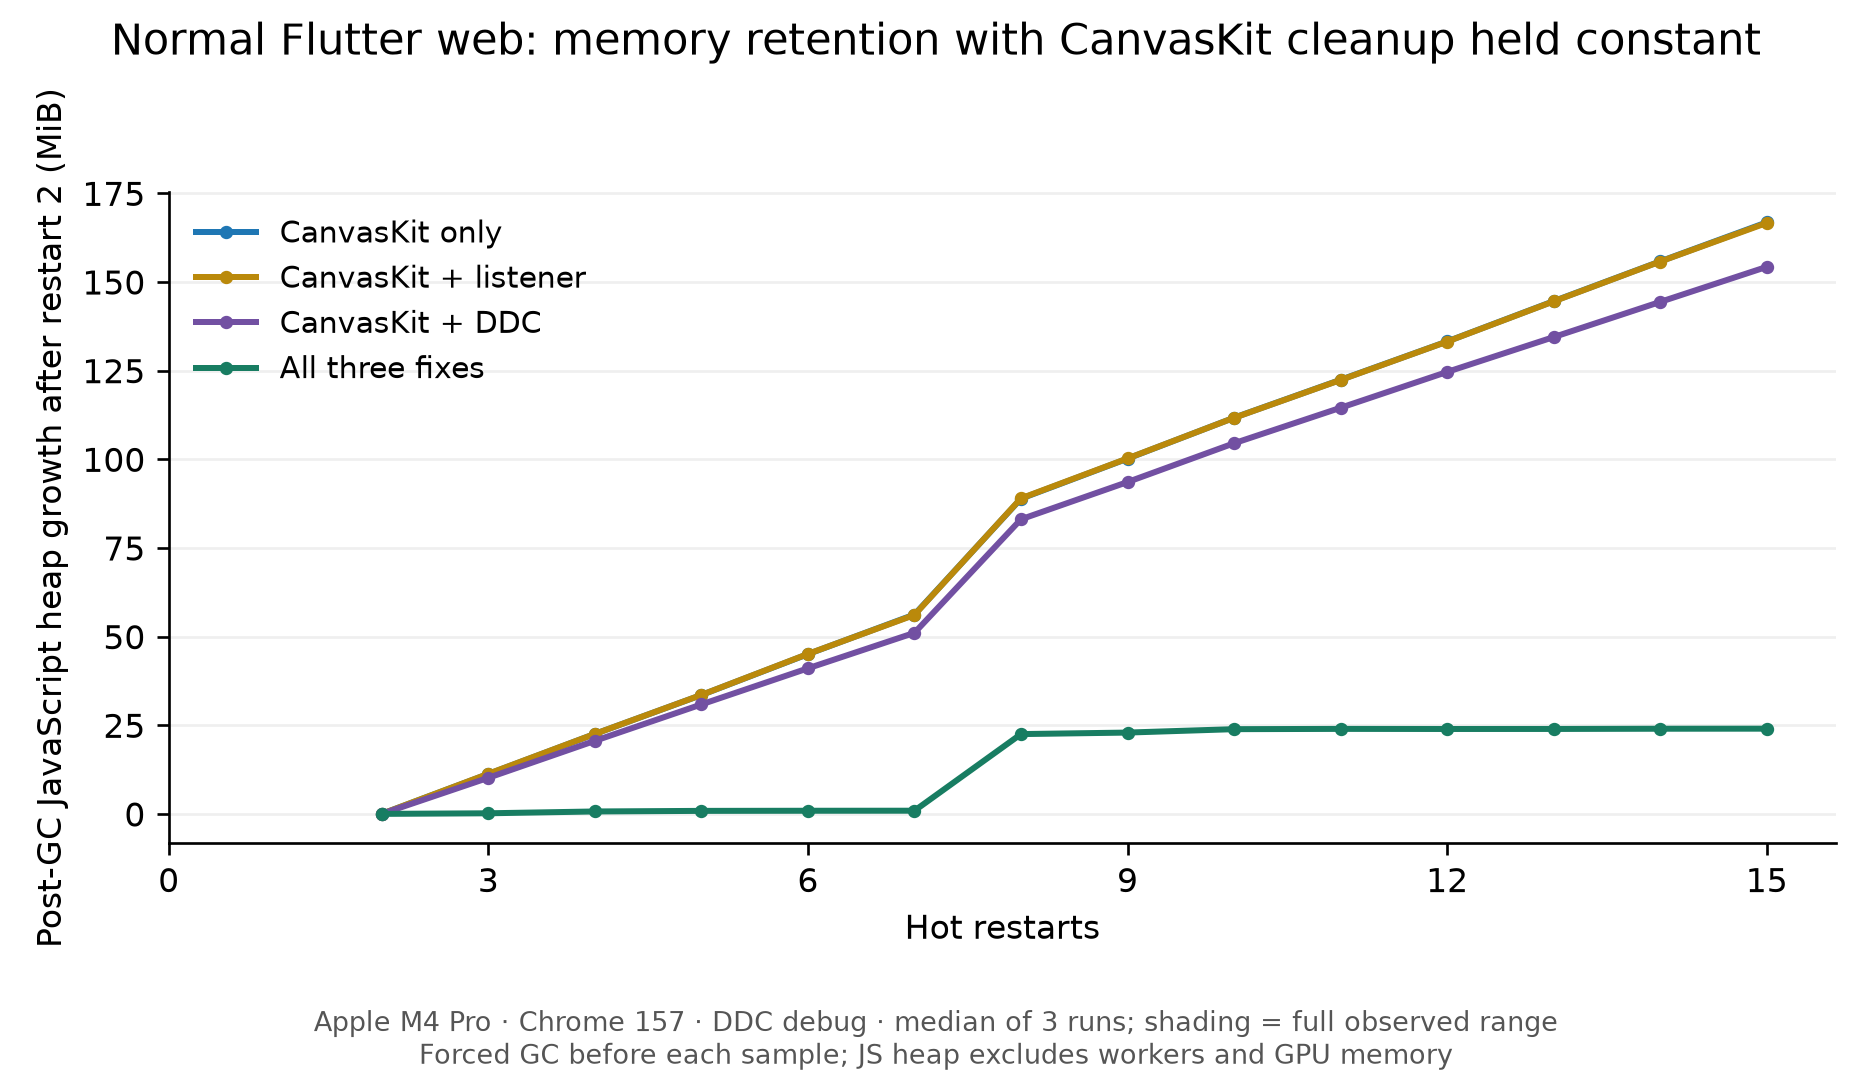 Normal Flutter web: memory retention with CanvasKit cleanup held constant
Post-GC JavaScript heap growth after restart 2 (MiB)
175
150
125
100
75
50
25
0
CanvasKit only
CanvasKit + listener
CanvasKit + DDC
All three fixes
0 3 6 9 12 15
Hot restarts
Apple M4 Pro · Chrome 157 · DDC debug · median of 3 runs; shading = full observed range
Forced GC before each sample; JS heap excludes workers and GPU memory